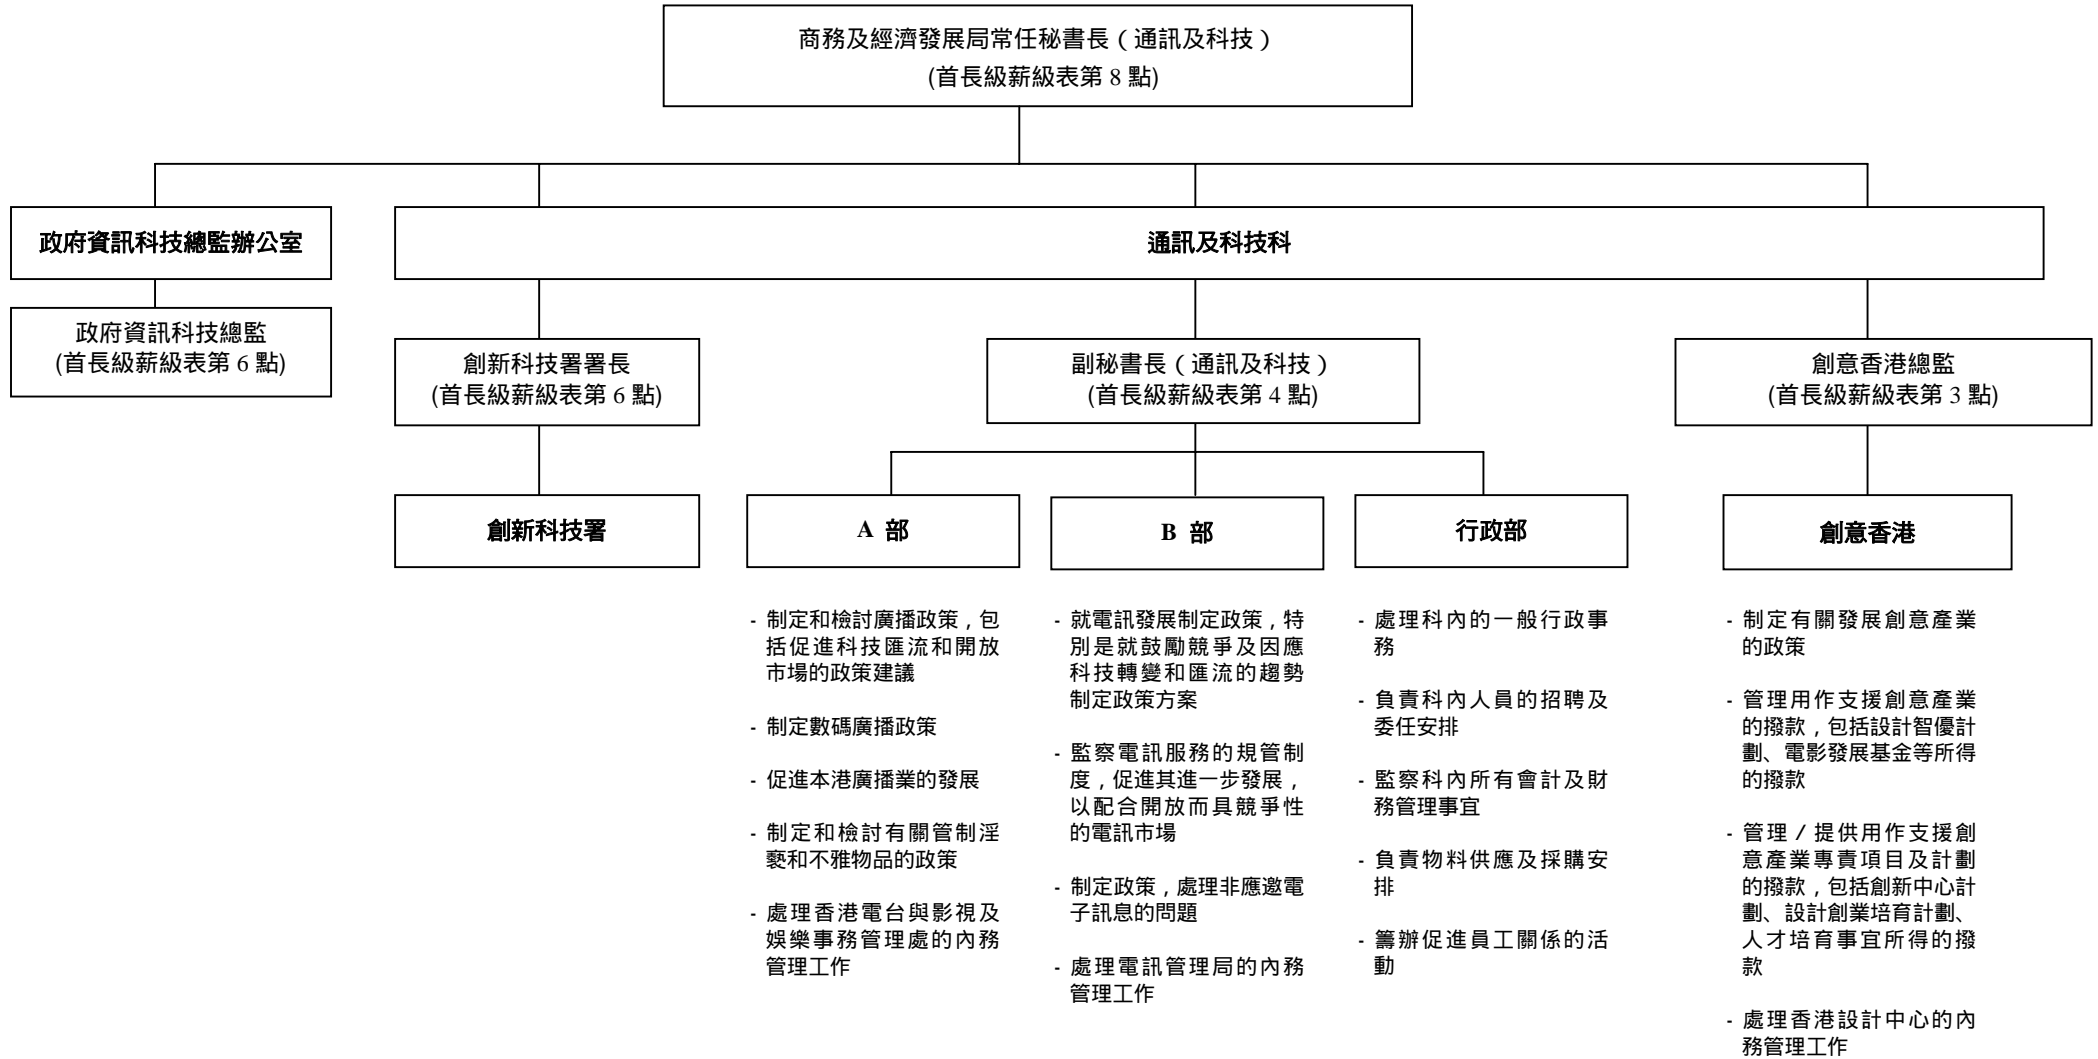 商務及經濟發展局常任秘書長（通訊及科技）
(首長級薪級表第 8 點)
政府資訊科技總監辦公室
通訊及科技科
政府資訊科技總監
(首長級薪級表第 6 點)
創新科技署署長
(首長級薪級表第 6 點)
副秘書長（通訊及科技）
(首長級薪級表第 4 點)
創意香港總監
(首長級薪級表第 3 點)
創新科技署
A 部
B 部
行政部
創意香港
- 制定和檢討廣播政策，包
括促進科技匯流和開放
市場的政策建議
- 制定數碼廣播政策
- 促進本港廣播業的發展
- 制定和檢討有關管制淫
褻和不雅物品的政策
- 處理香港電台與影視及
娛樂事務管理處的內務
管理工作
- 就電訊發展制定政策，特
別是就鼓勵競爭及因應
科技轉變和匯流的趨勢
制定政策方案
- 監察電訊服務的規管制
度，促進其進一步發展，
以配合開放而具競爭性
的電訊市場
- 制定政策，處理非應邀電
子訊息的問題
- 處理電訊管理局的內務
管理工作
- 處理科內的一般行政事
務
- 負責科內人員的招聘及
委任安排
- 監察科內所有會計及財
務管理事宜
- 負責物料供應及採購安
排
- 籌辦促進員工關係的活
動
- 制定有關發展創意產業
的政策
- 管理用作支援創意產業
的撥款，包括設計智優計
劃、電影發展基金等所得
的撥款
- 管理／提供用作支援創
意產業專責項目及計劃
的撥款，包括創新中心計
劃、設計創業培育計劃、
人才培育事宜所得的撥
款
- 處理香港設計中心的內
務管理工作